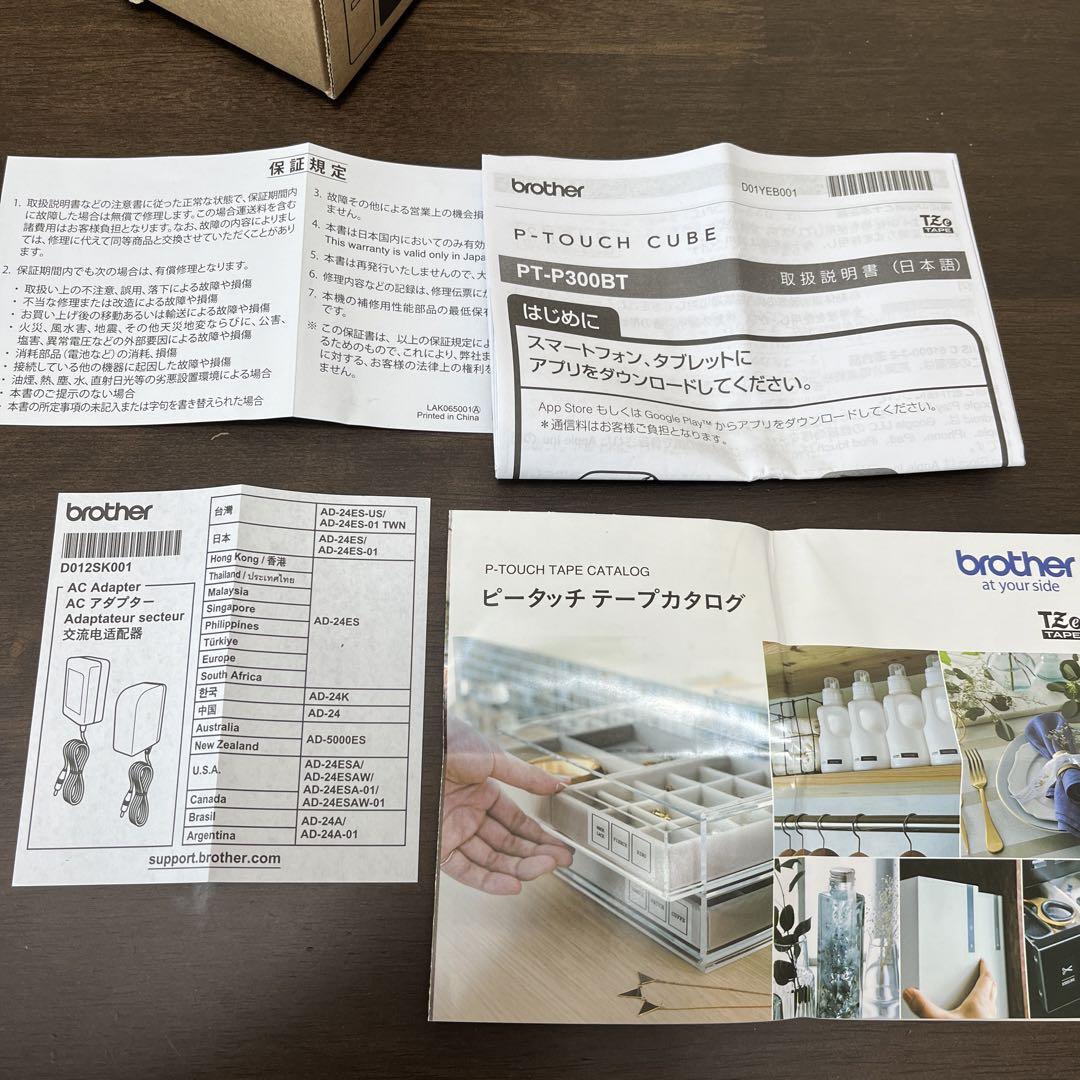 保証規定
1. 取扱説明書などの注意書に従った正常な状態で、保証期間内
に故障した場合は無償で修理します。この場合運送料を含む
諸費用はお客様負担となります。なお、故障の内容によりまし
ては、修理に代えて同等商品と交換させていただくことがあり
ます。
2. 保証期間内でも次の場合は、有償修理となります。
・取扱い上の不注意、誤用、落下による故障や損傷
・不当な修理または改造による故障や損傷
・お買い上げ後の移動あるいは輸送による故障や損傷
・火災、風水害、地震、その他天災地変ならびに、公害、
塩害、異常電圧などの外部要因による故障や損傷
・消耗部品（電池など）の消耗、損傷
・接続している他の機器に起因した故障や損傷
・油煙、熱、塵、水、直射日光等の劣悪設置環境による場合
・本書のご提示のない場合
・本書の所定事項の未記入または字句を書き替えられた場合
3. 故障その他による営業上の機会損
ません。
4. 本書は日本国内においてのみ有効
This warranty is valid only in Japa
5. 本書は再発行いたしませんので、大
6. 修理内容などの記録は、修理伝票に
7. 本機の補修用性能部品の最低保有
です。
※ この保証書は、以上の保証規定によ
るためのもので、これにより、弊社ま
に対する、お客様の法律上の権利を
ません。
LAK065001Ⓐ
Printed in China
brother
D01YEB001
P-TOUCH CUBE
TZe
TAPE
PT-P300BT
取扱説明書（日本語）
はじめに
スマートフォン、タブレットに
アプリをダウンロードしてください。
App Store もしくは Google Play™ からアプリをダウンロードしてください。
＊通信料はお客様ご負担となります。
brother
D012SK001
AC Adapter
AC アダプター
Adaptateur secteur
交流电适配器
台灣
AD-24ES-US/
AD-24ES-01 TWN
日本
AD-24ES/
AD-24ES-01
Hong Kong / 香港
Thailand / ประเทศไทย
Malaysia
Singapore
Philippines
Türkiye
Europe
South Africa
AD-24ES
한국
AD-24K
中国
AD-24
Australia
New Zealand
AD-5000ES
U.S.A.
Canada
AD-24ESA/
AD-24ESAW/
AD-24ESA-01/
AD-24ESAW-01
Brasil
Argentina
AD-24A/
AD-24A-01
support.brother.com
P-TOUCH TAPE CATALOG
ピータッチ テープカタログ
brother
at your side
TZe
TAPE